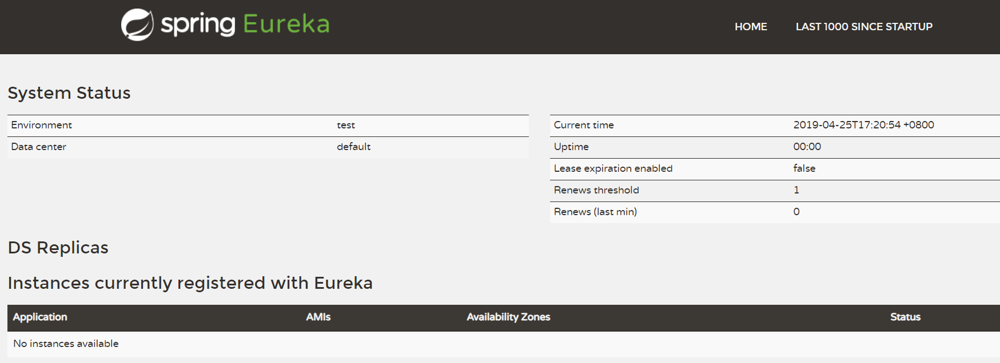 spring Eureka
HOME LAST 1000 SINCE STARTUP
System Status
Environment test
Data center default
Current time 2019-04-25T17:20:54 +0800
Uptime 00:00
Lease expiration enabled false
Renews threshold 1
Renews (last min) 0
DS Replicas
Instances currently registered with Eureka
Application AMIs Availability Zones Status
No instances available